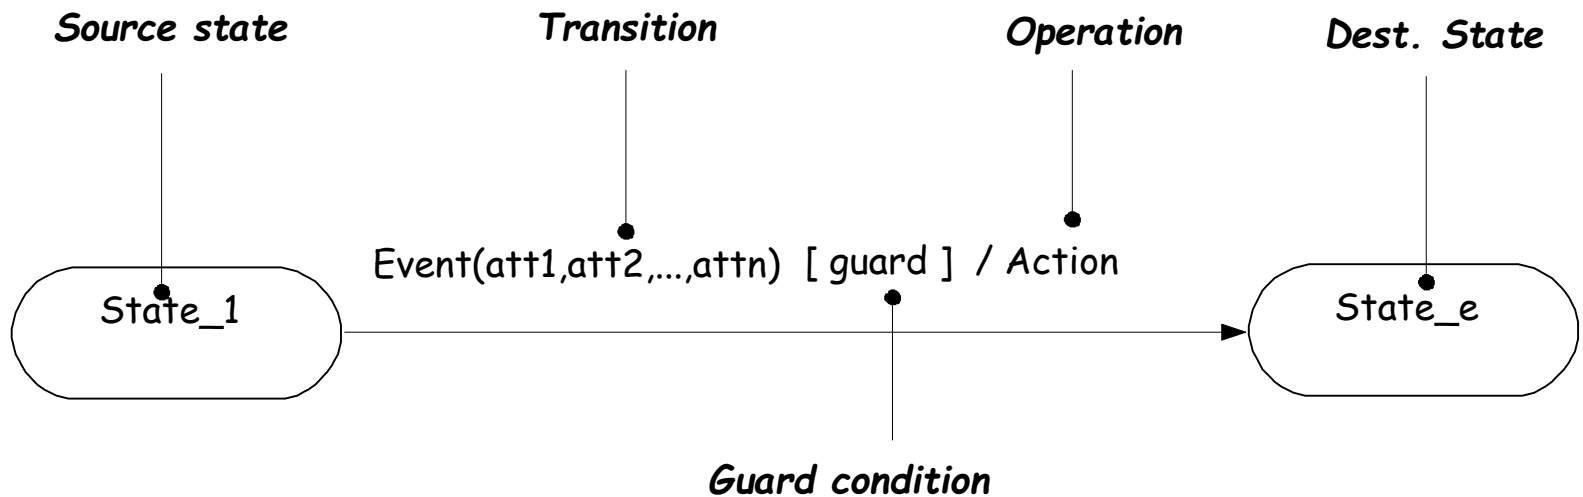 Source state
Transition
Operation
Dest. State
Event(att1,att2,...,attn) [ guard ] / Action
State_1
State_e
Guard condition